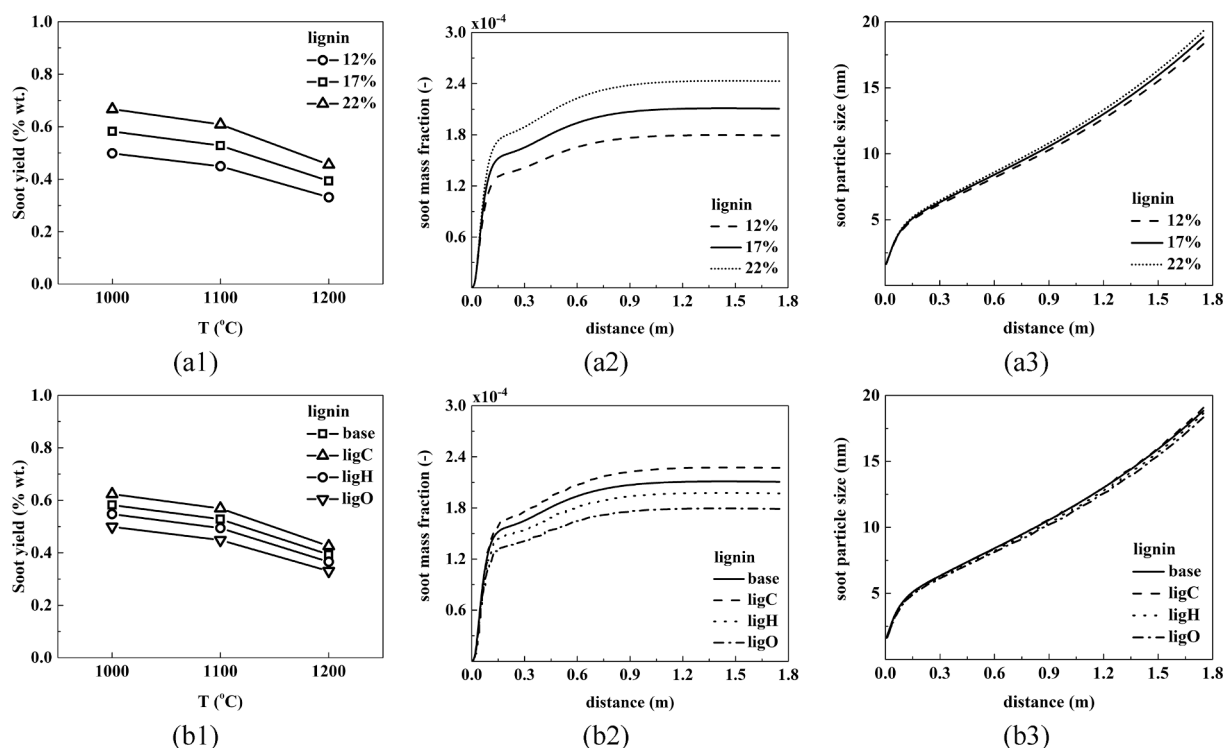 1.0
0.8
0.6
0.4
0.2
0.0
Soot yield (% wt.)
lignin
12%
17%
22%
1000 1100 1200
T (°C)
(a1)
x10⁻⁴
3.0
2.4
1.8
1.2
0.6
soot mass fraction (-)
lignin
12%
17%
22%
0.0 0.3 0.6 0.9 1.2 1.5 1.8
distance (m)
(a2)
20
15
10
5
0
soot particle size (nm)
lignin
12%
17%
22%
0.0 0.3 0.6 0.9 1.2 1.5 1.8
distance (m)
(a3)
1.0
0.8
0.6
0.4
0.2
0.0
Soot yield (% wt.)
lignin
base
ligC
ligH
ligO
1000 1100 1200
T (°C)
(b1)
x10⁻⁴
3.0
2.4
1.8
1.2
0.6
soot mass fraction (-)
lignin
base
ligC
ligH
ligO
0.0 0.3 0.6 0.9 1.2 1.5 1.8
distance (m)
(b2)
20
15
10
5
0
soot particle size (nm)
lignin
base
ligC
ligH
ligO
0.0 0.3 0.6 0.9 1.2 1.5 1.8
distance (m)
(b3)